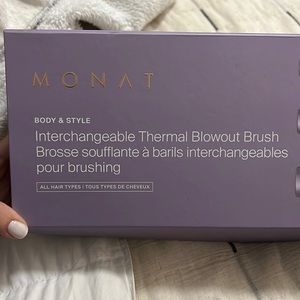 MONAT
BODY & STYLE
Interchangeable Thermal Blowout Brush
Brosse soufflante à barils interchangeables
pour brushing
ALL HAIR TYPES | TOUS TYPES DE CHEVEUX